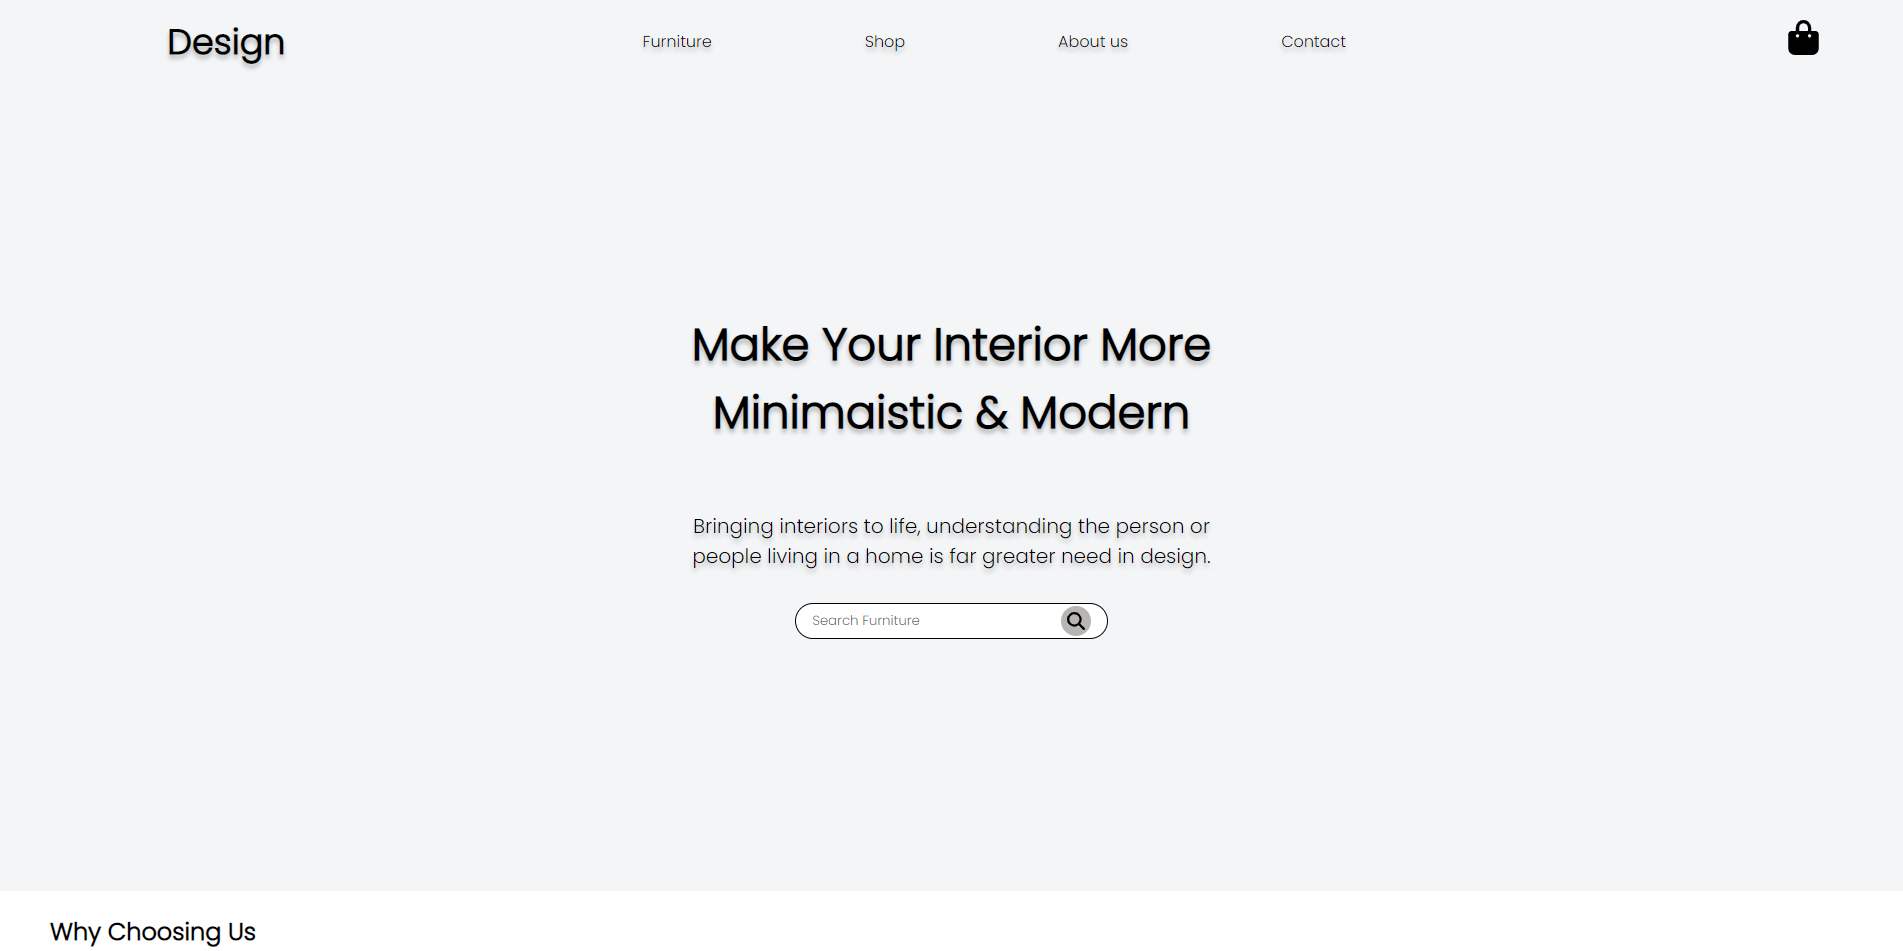 Design
Furniture
Shop
About us
Contact
Make Your Interior More
Minimaistic & Modern
Bringing interiors to life, understanding the person or
people living in a home is far greater need in design.
Search Furniture
Why Choosing Us